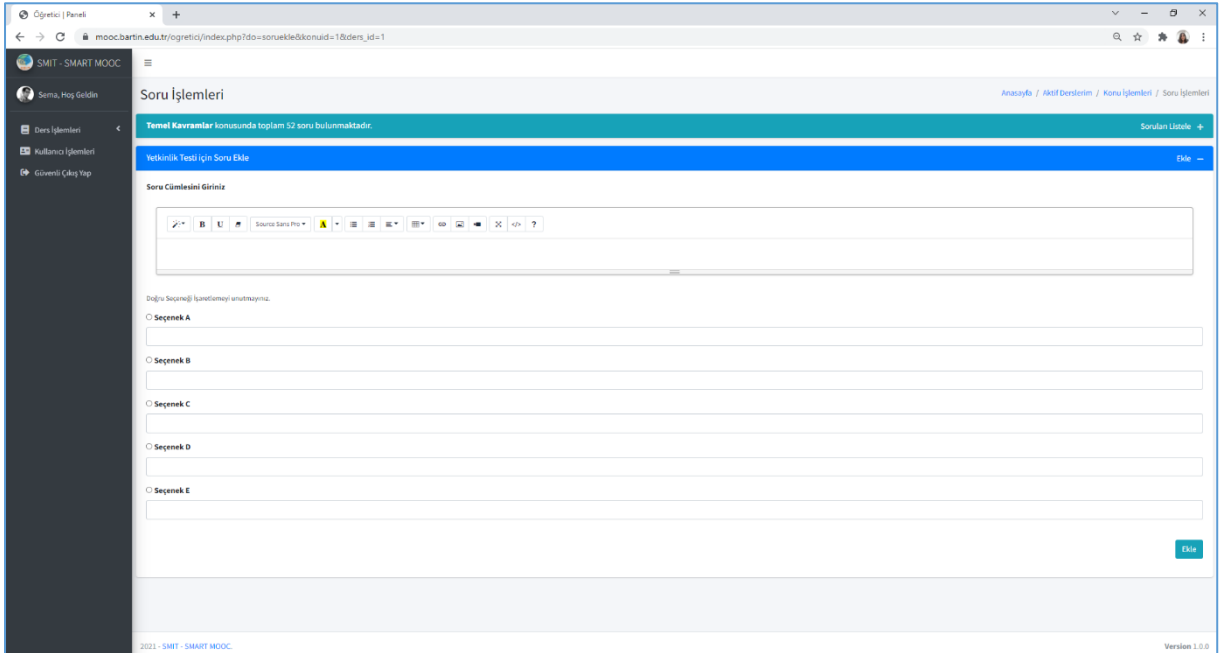 Öğretici | Paneli
mooc.bartin.edu.tr/ogretici/index.php?do=soruekle&konuid=1&ders_id=1
SMIT - SMART MOOC
Sema, Hoş Geldin
Ders İşlemleri
Kullanıcı İşlemleri
Güvenli Çıkış Yap
Soru İşlemleri
Anasayfa / Aktif Derslerim / Konu İşlemleri / Soru İşlemleri
Temel Kavramlar konusunda toplam 52 soru bulunmaktadır.
Soruları Listele +
Yetkinlik Testi için Soru Ekle
Ekle −
Soru Cümlesini Giriniz
B U Source Sans Pro A </> ?
Doğru Seçeneği İşaretlemeyi unutmayınız.
Seçenek A
Seçenek B
Seçenek C
Seçenek D
Seçenek E
Ekle
2021 - SMIT - SMART MOOC.
Version 1.0.0